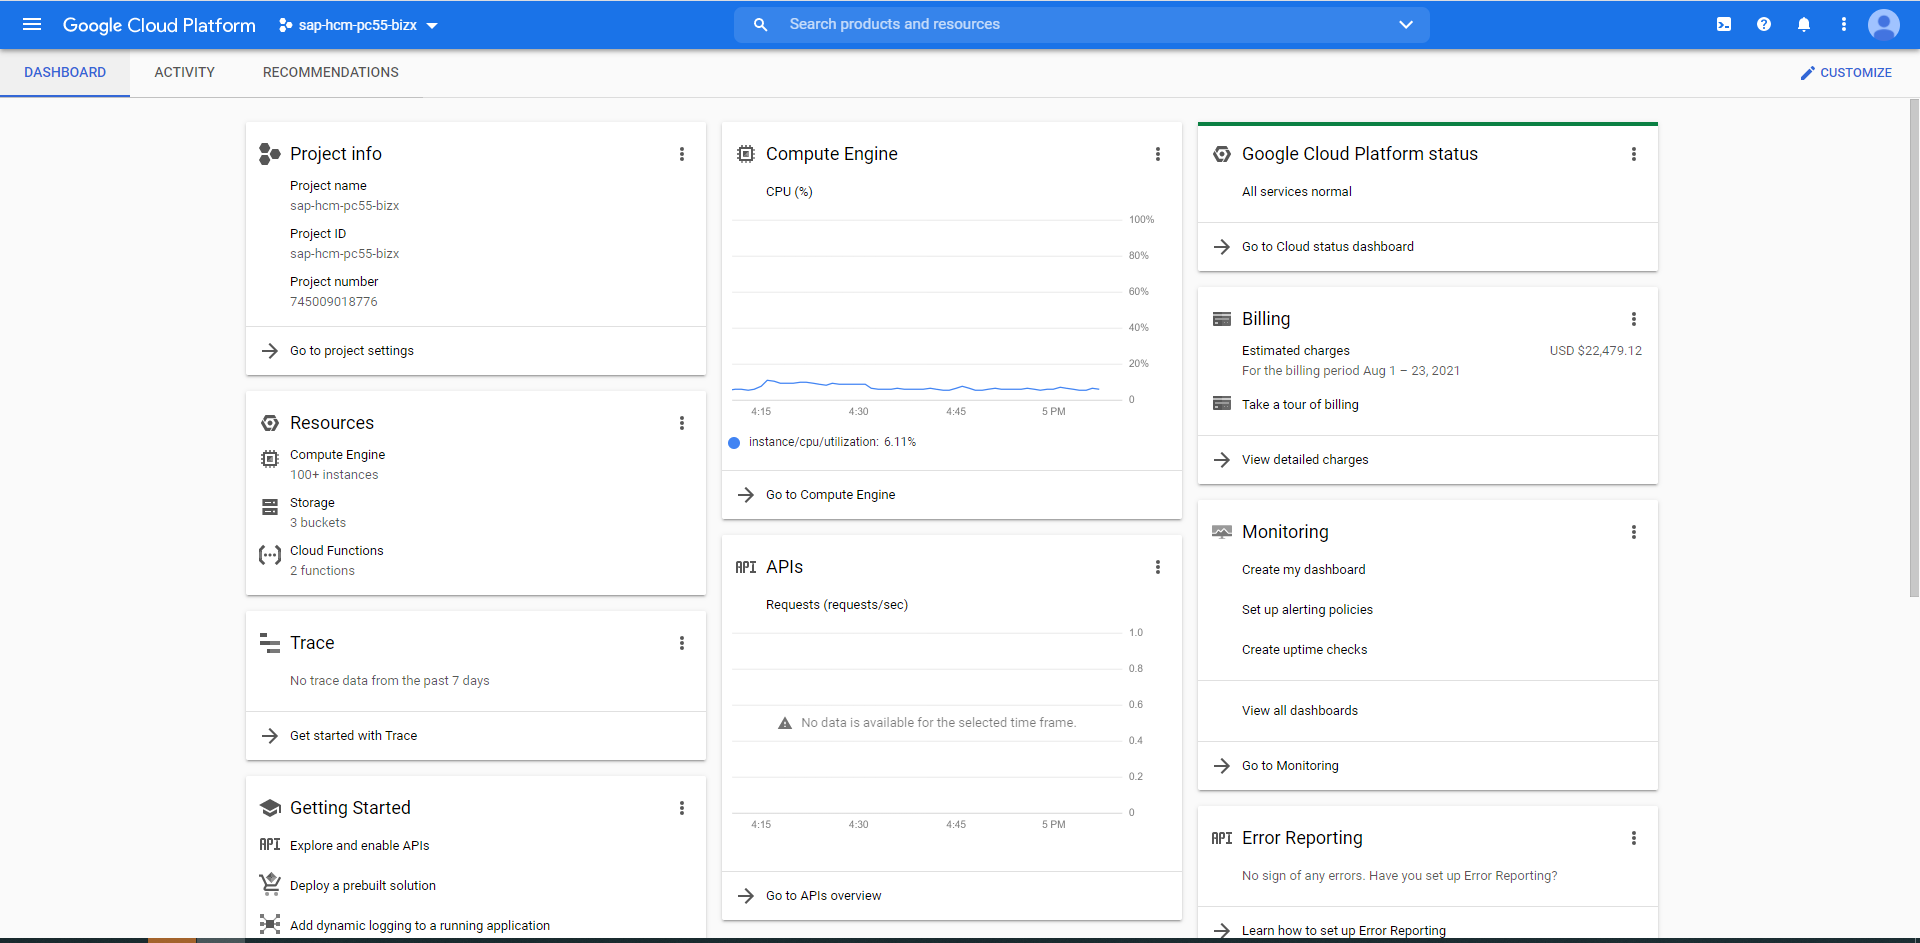 Google Cloud Platform
sap-hcm-pc55-bizx
Search products and resources
DASHBOARD
ACTIVITY
RECOMMENDATIONS
CUSTOMIZE
Project info
Project name
sap-hcm-pc55-bizx
Project ID
sap-hcm-pc55-bizx
Project number
745009018776
Go to project settings
Resources
Compute Engine
100+ instances
Storage
3 buckets
Cloud Functions
2 functions
Trace
No trace data from the past 7 days
Get started with Trace
Getting Started
API Explore and enable APIs
Deploy a prebuilt solution
Add dynamic logging to a running application
Compute Engine
CPU (%)
100%
80%
60%
40%
20%
0
4:15 4:30 4:45 5 PM
instance/cpu/utilization: 6.11%
Go to Compute Engine
API APIs
Requests (requests/sec)
1.0
0.8
0.6
No data is available for the selected time frame.
0.4
0.2
0
4:15 4:30 4:45 5 PM
Go to APIs overview
Google Cloud Platform status
All services normal
Go to Cloud status dashboard
Billing
Estimated charges USD $22,479.12
For the billing period Aug 1 – 23, 2021
Take a tour of billing
View detailed charges
Monitoring
Create my dashboard
Set up alerting policies
Create uptime checks
View all dashboards
Go to Monitoring
API Error Reporting
No sign of any errors. Have you set up Error Reporting?
Learn how to set up Error Reporting